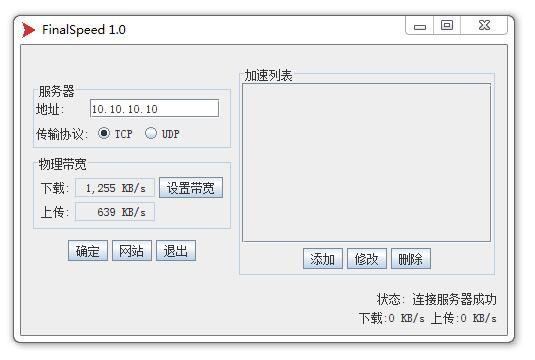 FinalSpeed 1.0
服务器
地址: 10.10.10.10
传输协议: TCP UDP
物理带宽
下载: 1,255 KB/s 设置带宽
上传: 639 KB/s
确定 网站 退出
加速列表
添加 修改 删除
状态: 连接服务器成功
下载:0 KB/s 上传:0 KB/s